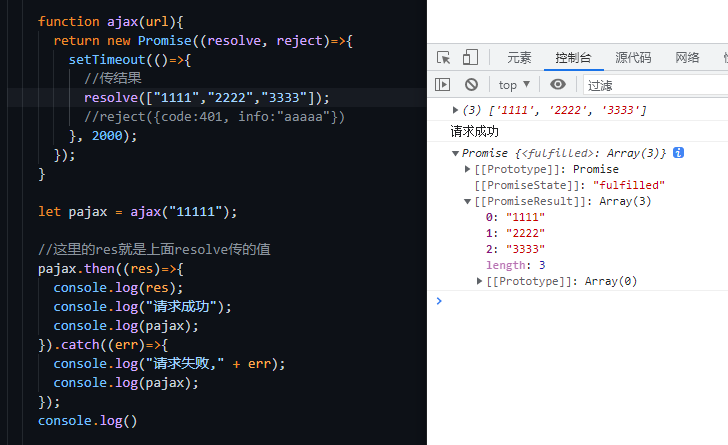 function ajax(url){
return new Promise((resolve, reject)=>{
setTimeout(()=>{
//传结果
resolve(["1111","2222","3333"]);
//reject({code:401, info:"aaaaa"})
}, 2000);
});
}
let pajax = ajax("11111");
//这里的res就是上面resolve传的值
pajax.then((res)=>{
console.log(res);
console.log("请求成功");
console.log(pajax);
}).catch((err)=>{
console.log("请求失败," + err);
console.log(pajax);
});
console.log()
元素 控制台 源代码 网络
top 过滤
(3) ['1111', '2222', '3333']
请求成功
Promise {<fulfilled>: Array(3)} i
[[Prototype]]: Promise
[[PromiseState]]: "fulfilled"
[[PromiseResult]]: Array(3)
0: "1111"
1: "2222"
2: "3333"
length: 3
[[Prototype]]: Array(0)